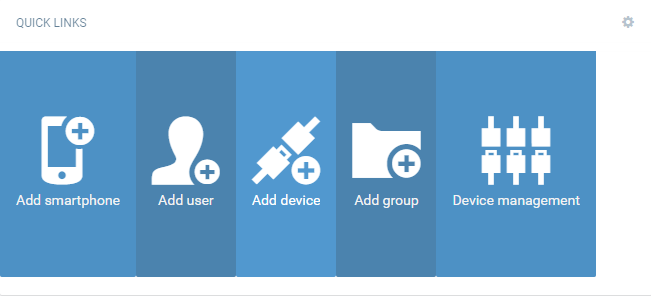 QUICK LINKS
Add smartphone
Add user
Add device
Add group
Device management